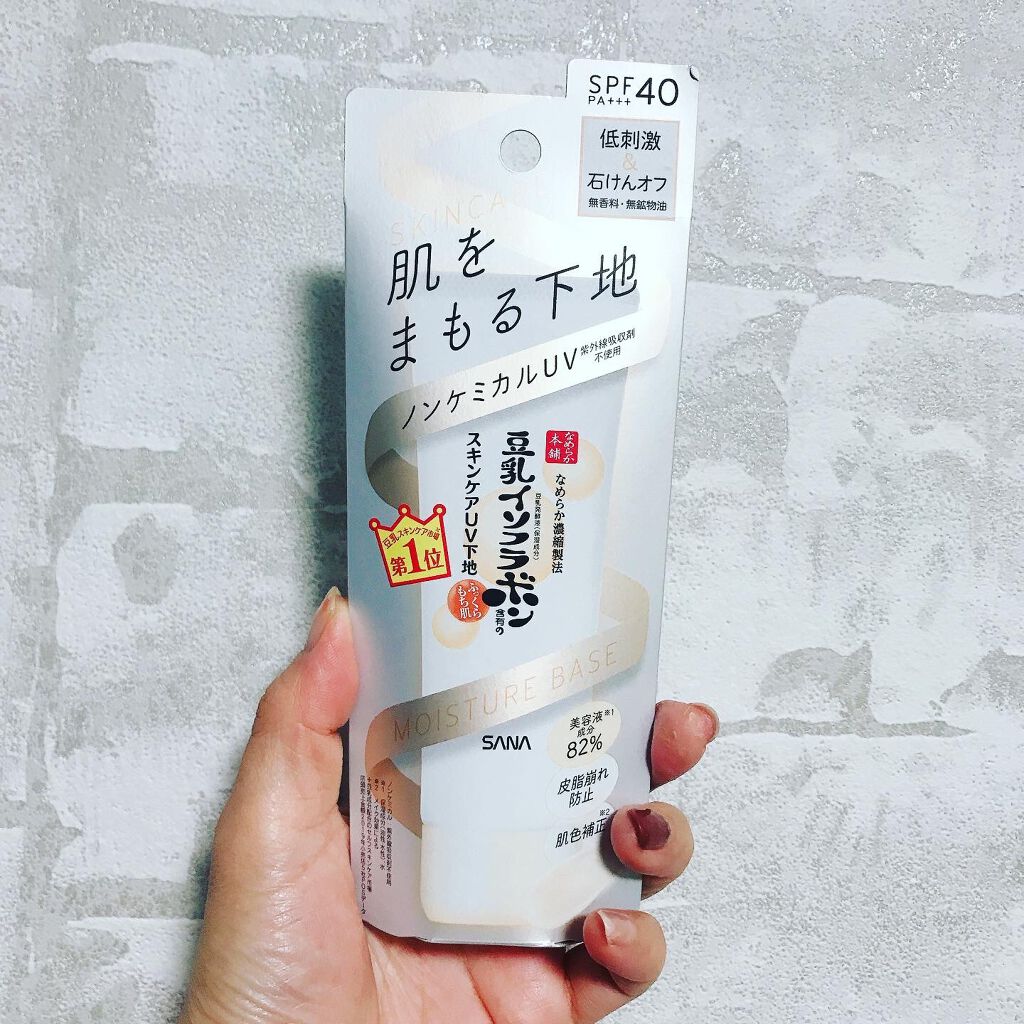 SPF40
PA+++
低刺激
&
石けんオフ
無香料・無鉱物油
肌を
まもる下地
ノンケミカルUV
紫外線吸収剤
不使用
なめらか
本舗
なめらか濃縮製法
豆乳発酵液(保湿成分)
豆乳イソフラボン
含有の
スキンケアUV下地
豆乳スキンケア市場
第1位
ふっくら
もち肌
MOISTURE BASE
SANA
美容液※1
成分
82%
皮脂崩れ
防止
肌色補正※2